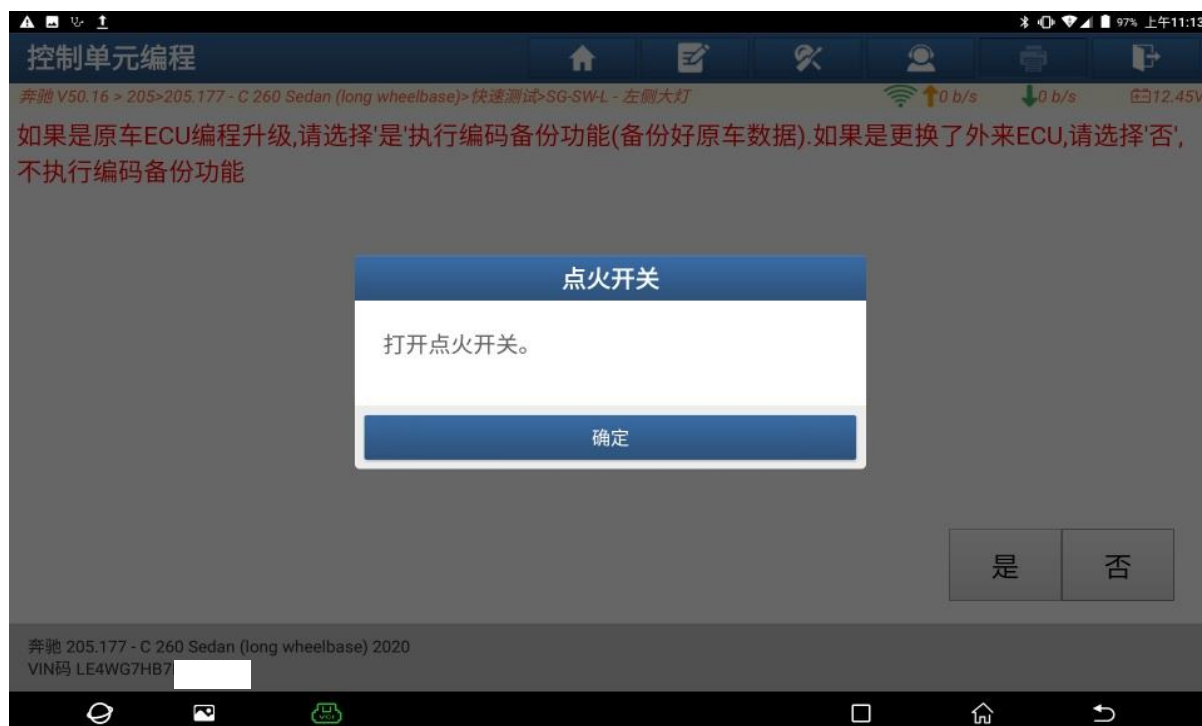 97% 上午11:13
控制单元编程
奔驰 V50.16 > 205>205.177 - C 260 Sedan (long wheelbase)>快速测试>SG-SW-L - 左侧大灯
0 b/s
0 b/s
12.45V
如果是原车ECU编程升级,请选择'是'执行编码备份功能(备份好原车数据).如果是更换了外来ECU,请选择'否',
不执行编码备份功能
点火开关
打开点火开关。
确定
是
否
奔驰 205.177 - C 260 Sedan (long wheelbase) 2020
VIN码 LE4WG7HB7
VCI